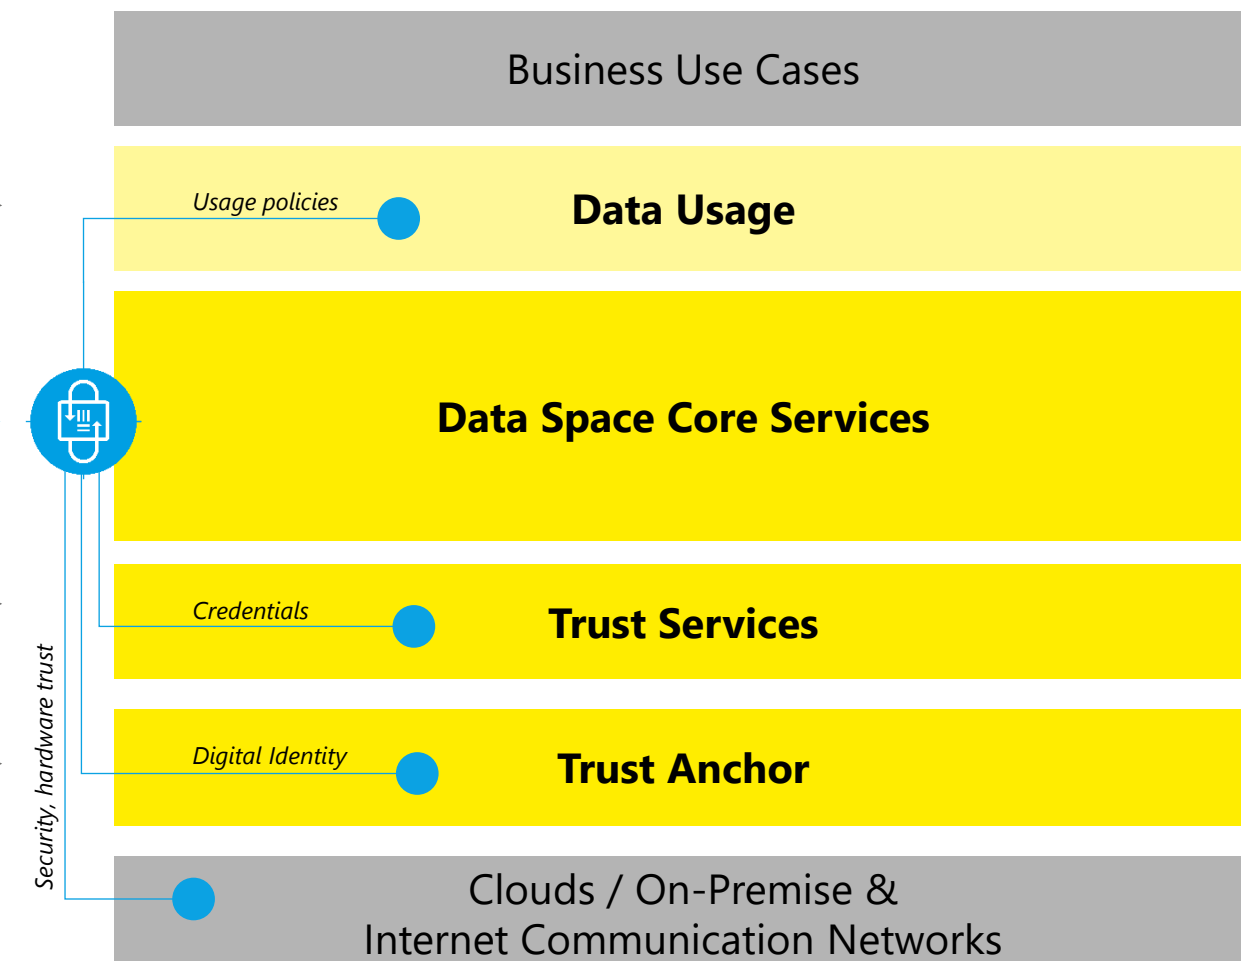 Business Use Cases
Usage policies
Data Usage
Data Space Core Services
Credentials
Trust Services
Security, hardware trust
Digital Identity
Trust Anchor
Clouds / On-Premise &
Internet Communication Networks